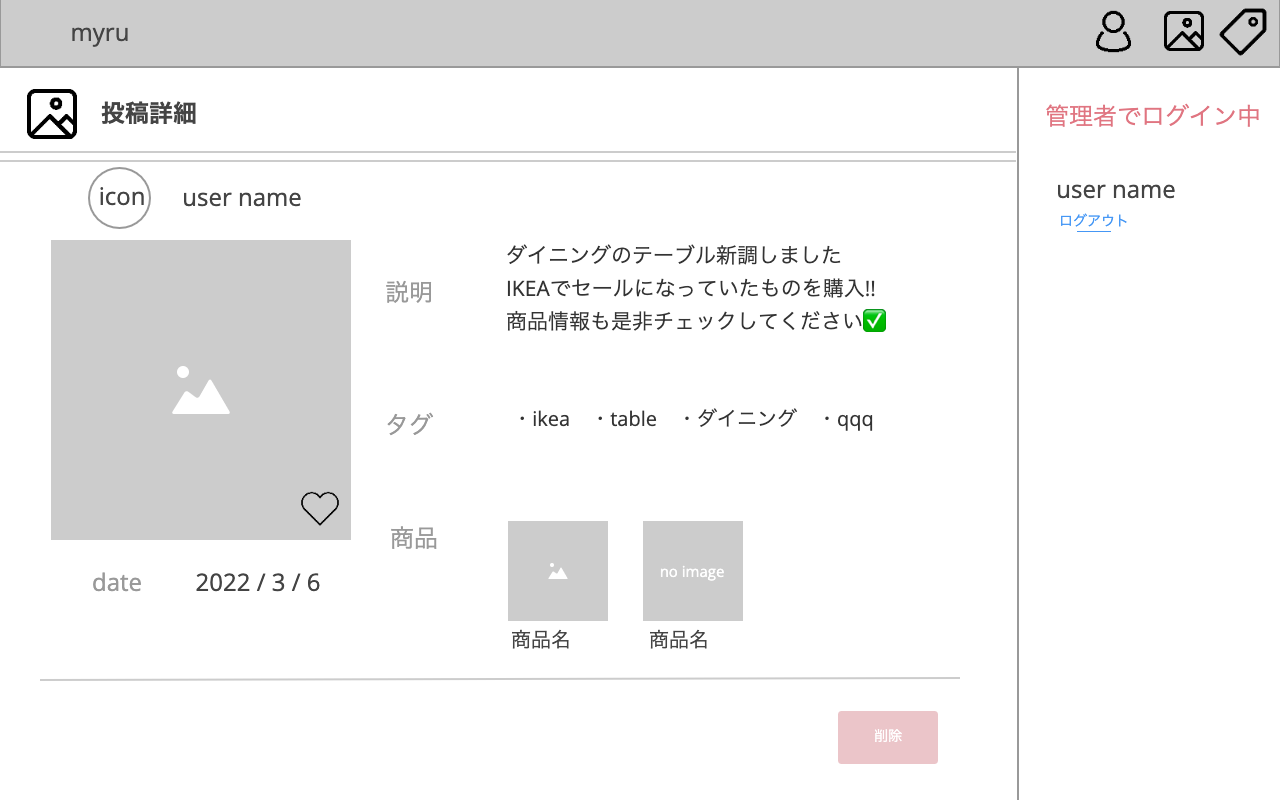 myru
投稿詳細
管理者でログイン中
user name
ログアウト
icon
user name
説明
ダイニングのテーブル新調しました
IKEAでセールになっていたものを購入!!
商品情報も是非チェックしてください✅
タグ
・ikea ・table ・ダイニング ・qqq
商品
no image
商品名 商品名
date 2022 / 3 / 6
削除